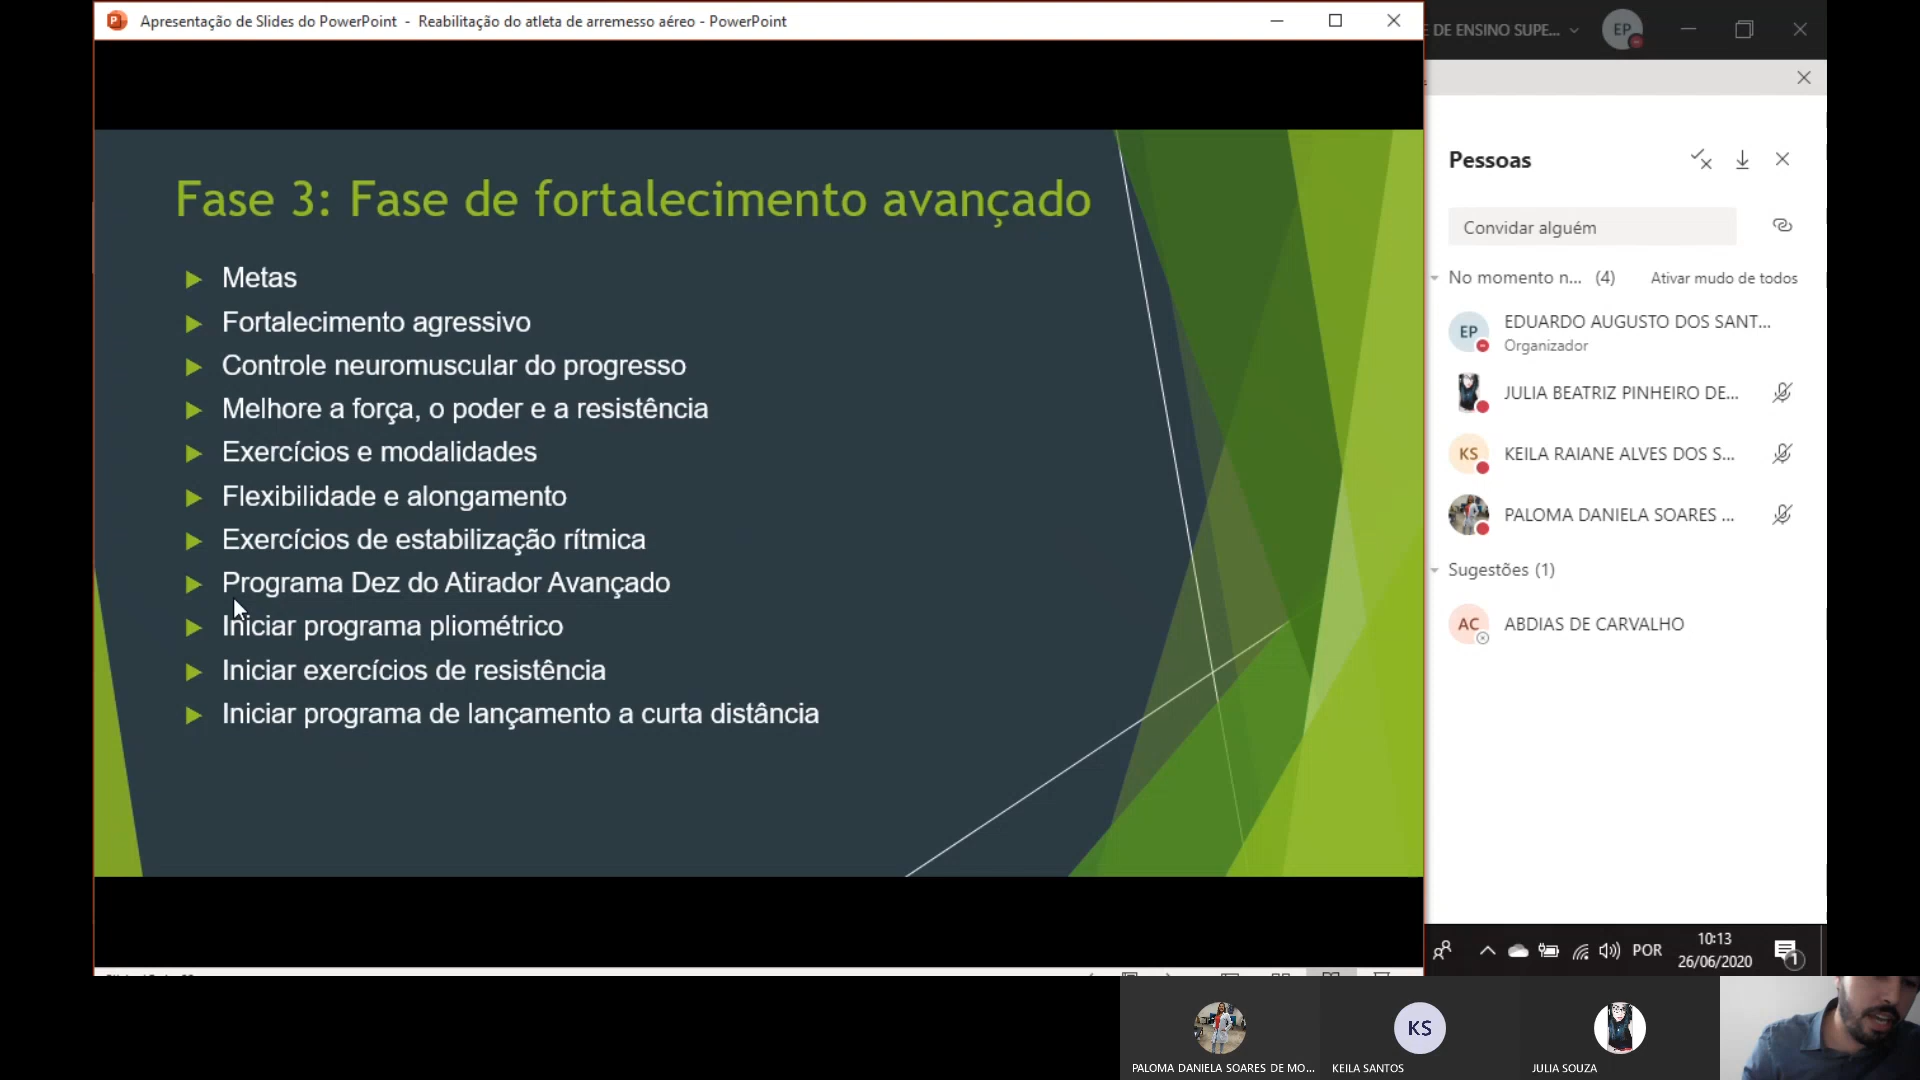 Apresentação de Slides do PowerPoint - Reabilitação do atleta de arremesso aéreo - PowerPoint
DE ENSINO SUPE...
EP
Fase 3: Fase de fortalecimento avançado
Metas
Fortalecimento agressivo
Controle neuromuscular do progresso
Melhore a força, o poder e a resistência
Exercícios e modalidades
Flexibilidade e alongamento
Exercícios de estabilização rítmica
Programa Dez do Atirador Avançado
Iniciar programa pliométrico
Iniciar exercícios de resistência
Iniciar programa de lançamento a curta distância
Pessoas
Convidar alguém
No momento n... (4) Ativar mudo de todos
EP EDUARDO AUGUSTO DOS SANT...
Organizador
JULIA BEATRIZ PINHEIRO DE...
KS KEILA RAIANE ALVES DOS S...
PALOMA DANIELA SOARES ...
Sugestões (1)
AC ABDIAS DE CARVALHO
POR
10:13
26/06/2020
1
KS
PALOMA DANIELA SOARES DE MO...
KEILA SANTOS
JULIA SOUZA